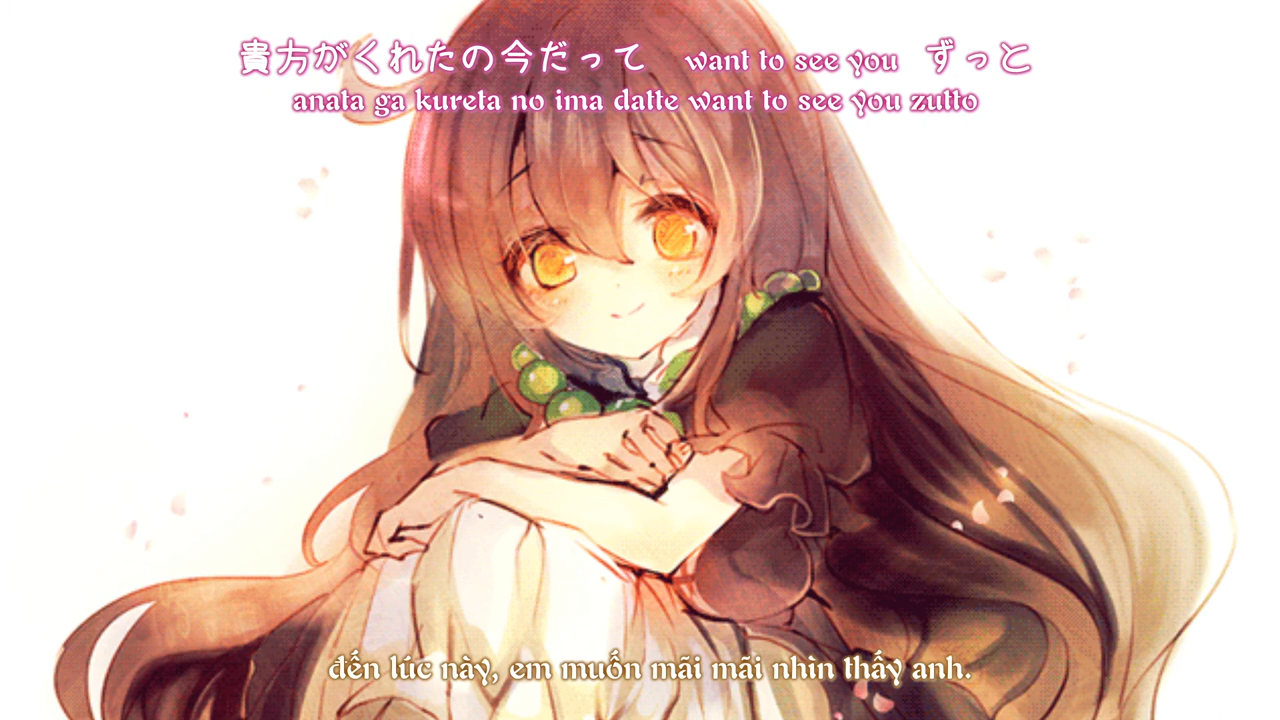 貴方がくれたの今だって want to see you ずっと
anata ga kureta no ima datte want to see you zutto
đến lúc này, em muốn mãi mãi nhìn thấy anh.